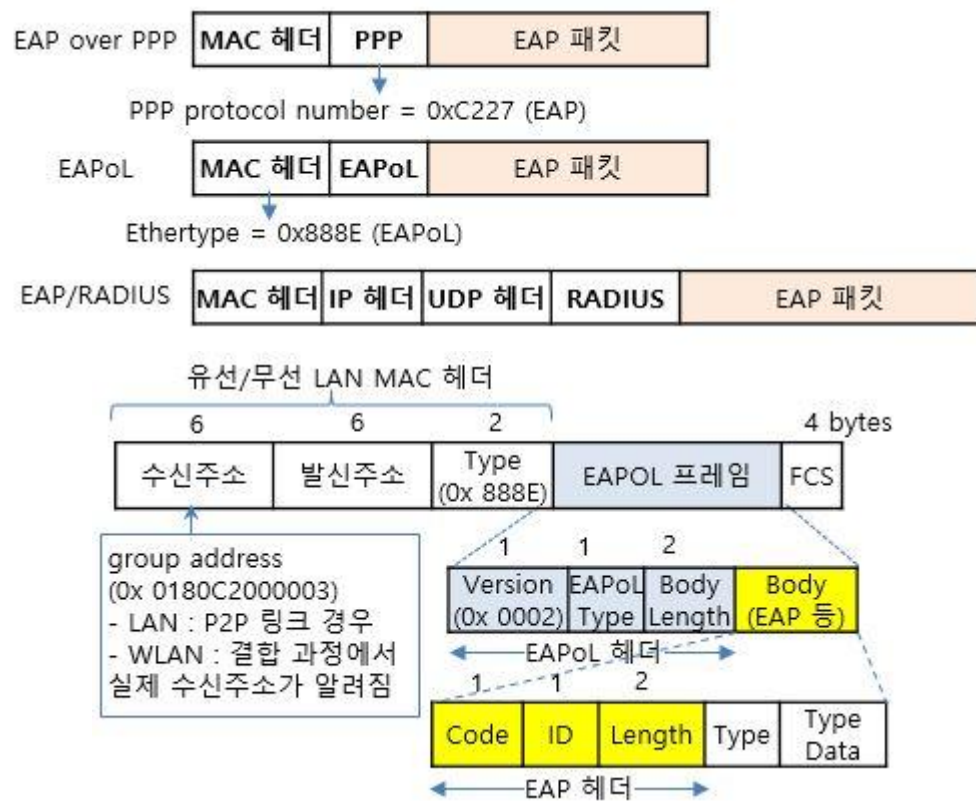 EAP over PPP MAC 헤더 PPP EAP 패킷
PPP protocol number = 0xC227 (EAP)
EAPoL MAC 헤더 EAPoL EAP 패킷
Ethertype = 0x888E (EAPoL)
EAP/RADIUS MAC 헤더 IP 헤더 UDP 헤더 RADIUS EAP 패킷
유선/무선 LAN MAC 헤더
6 6 2 4 bytes
수신주소 발신주소 Type (0x 888E) EAPOL 프레임 FCS
group address
(0x 0180C2000003)
- LAN : P2P 링크 경우
- WLAN : 결합 과정에서
실제 수신주소가 알려짐
1 1 2
Version (0x 0002) EAPoL Type Body Length Body (EAP 등)
EAPoL 헤더
1 1 2
Code ID Length Type Type Data
EAP 헤더